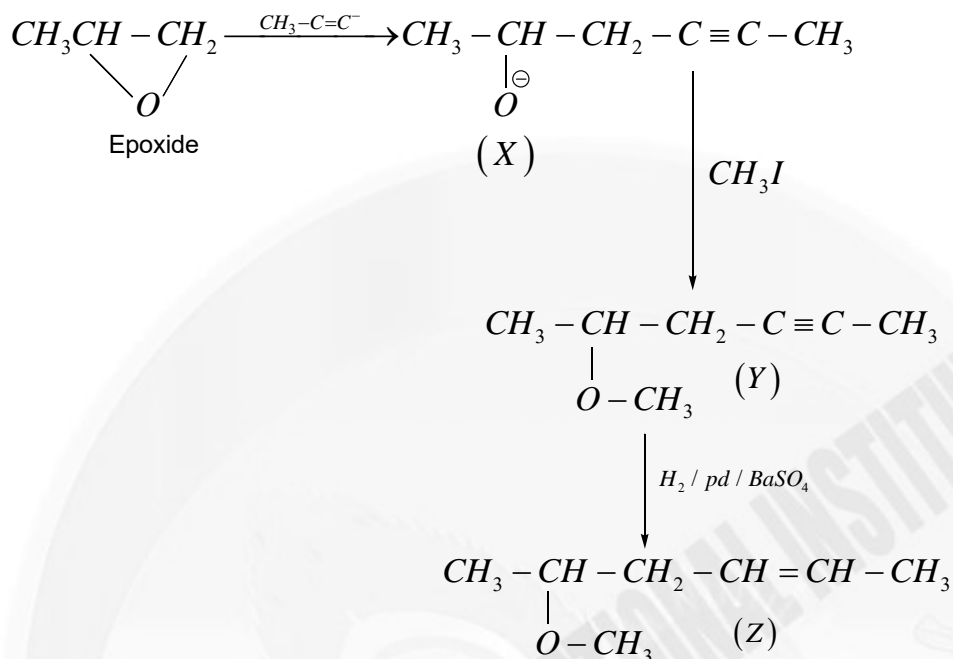 CH₃CH − CH₂ CH₃−C=C⁻ CH₃ − CH − CH₂ − C ≡ C − CH₃
O O⊖
Epoxide (X)
CH₃I
CH₃ − CH − CH₂ − C ≡ C − CH₃
O − CH₃ (Y)
H₂ / pd / BaSO₄
CH₃ − CH − CH₂ − CH = CH − CH₃
O − CH₃ (Z)